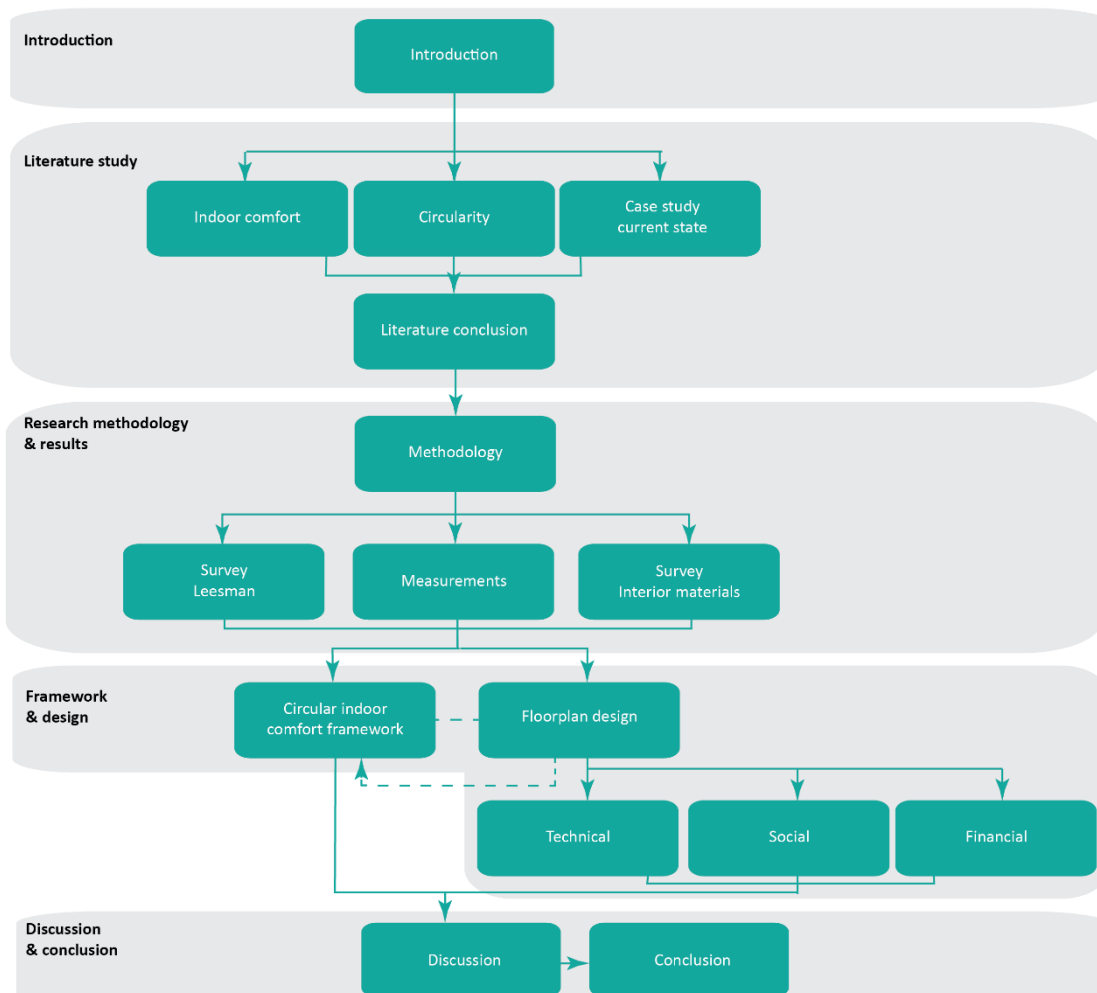 Introduction
Introduction
Literature study
Indoor comfort
Circularity
Case study
current state
Literature conclusion
Research methodology
& results
Methodology
Survey
Leesman
Measurements
Survey
Interior materials
Framework
& design
Circular indoor
comfort framework
Floorplan design
Technical
Social
Financial
Discussion
& conclusion
Discussion
Conclusion